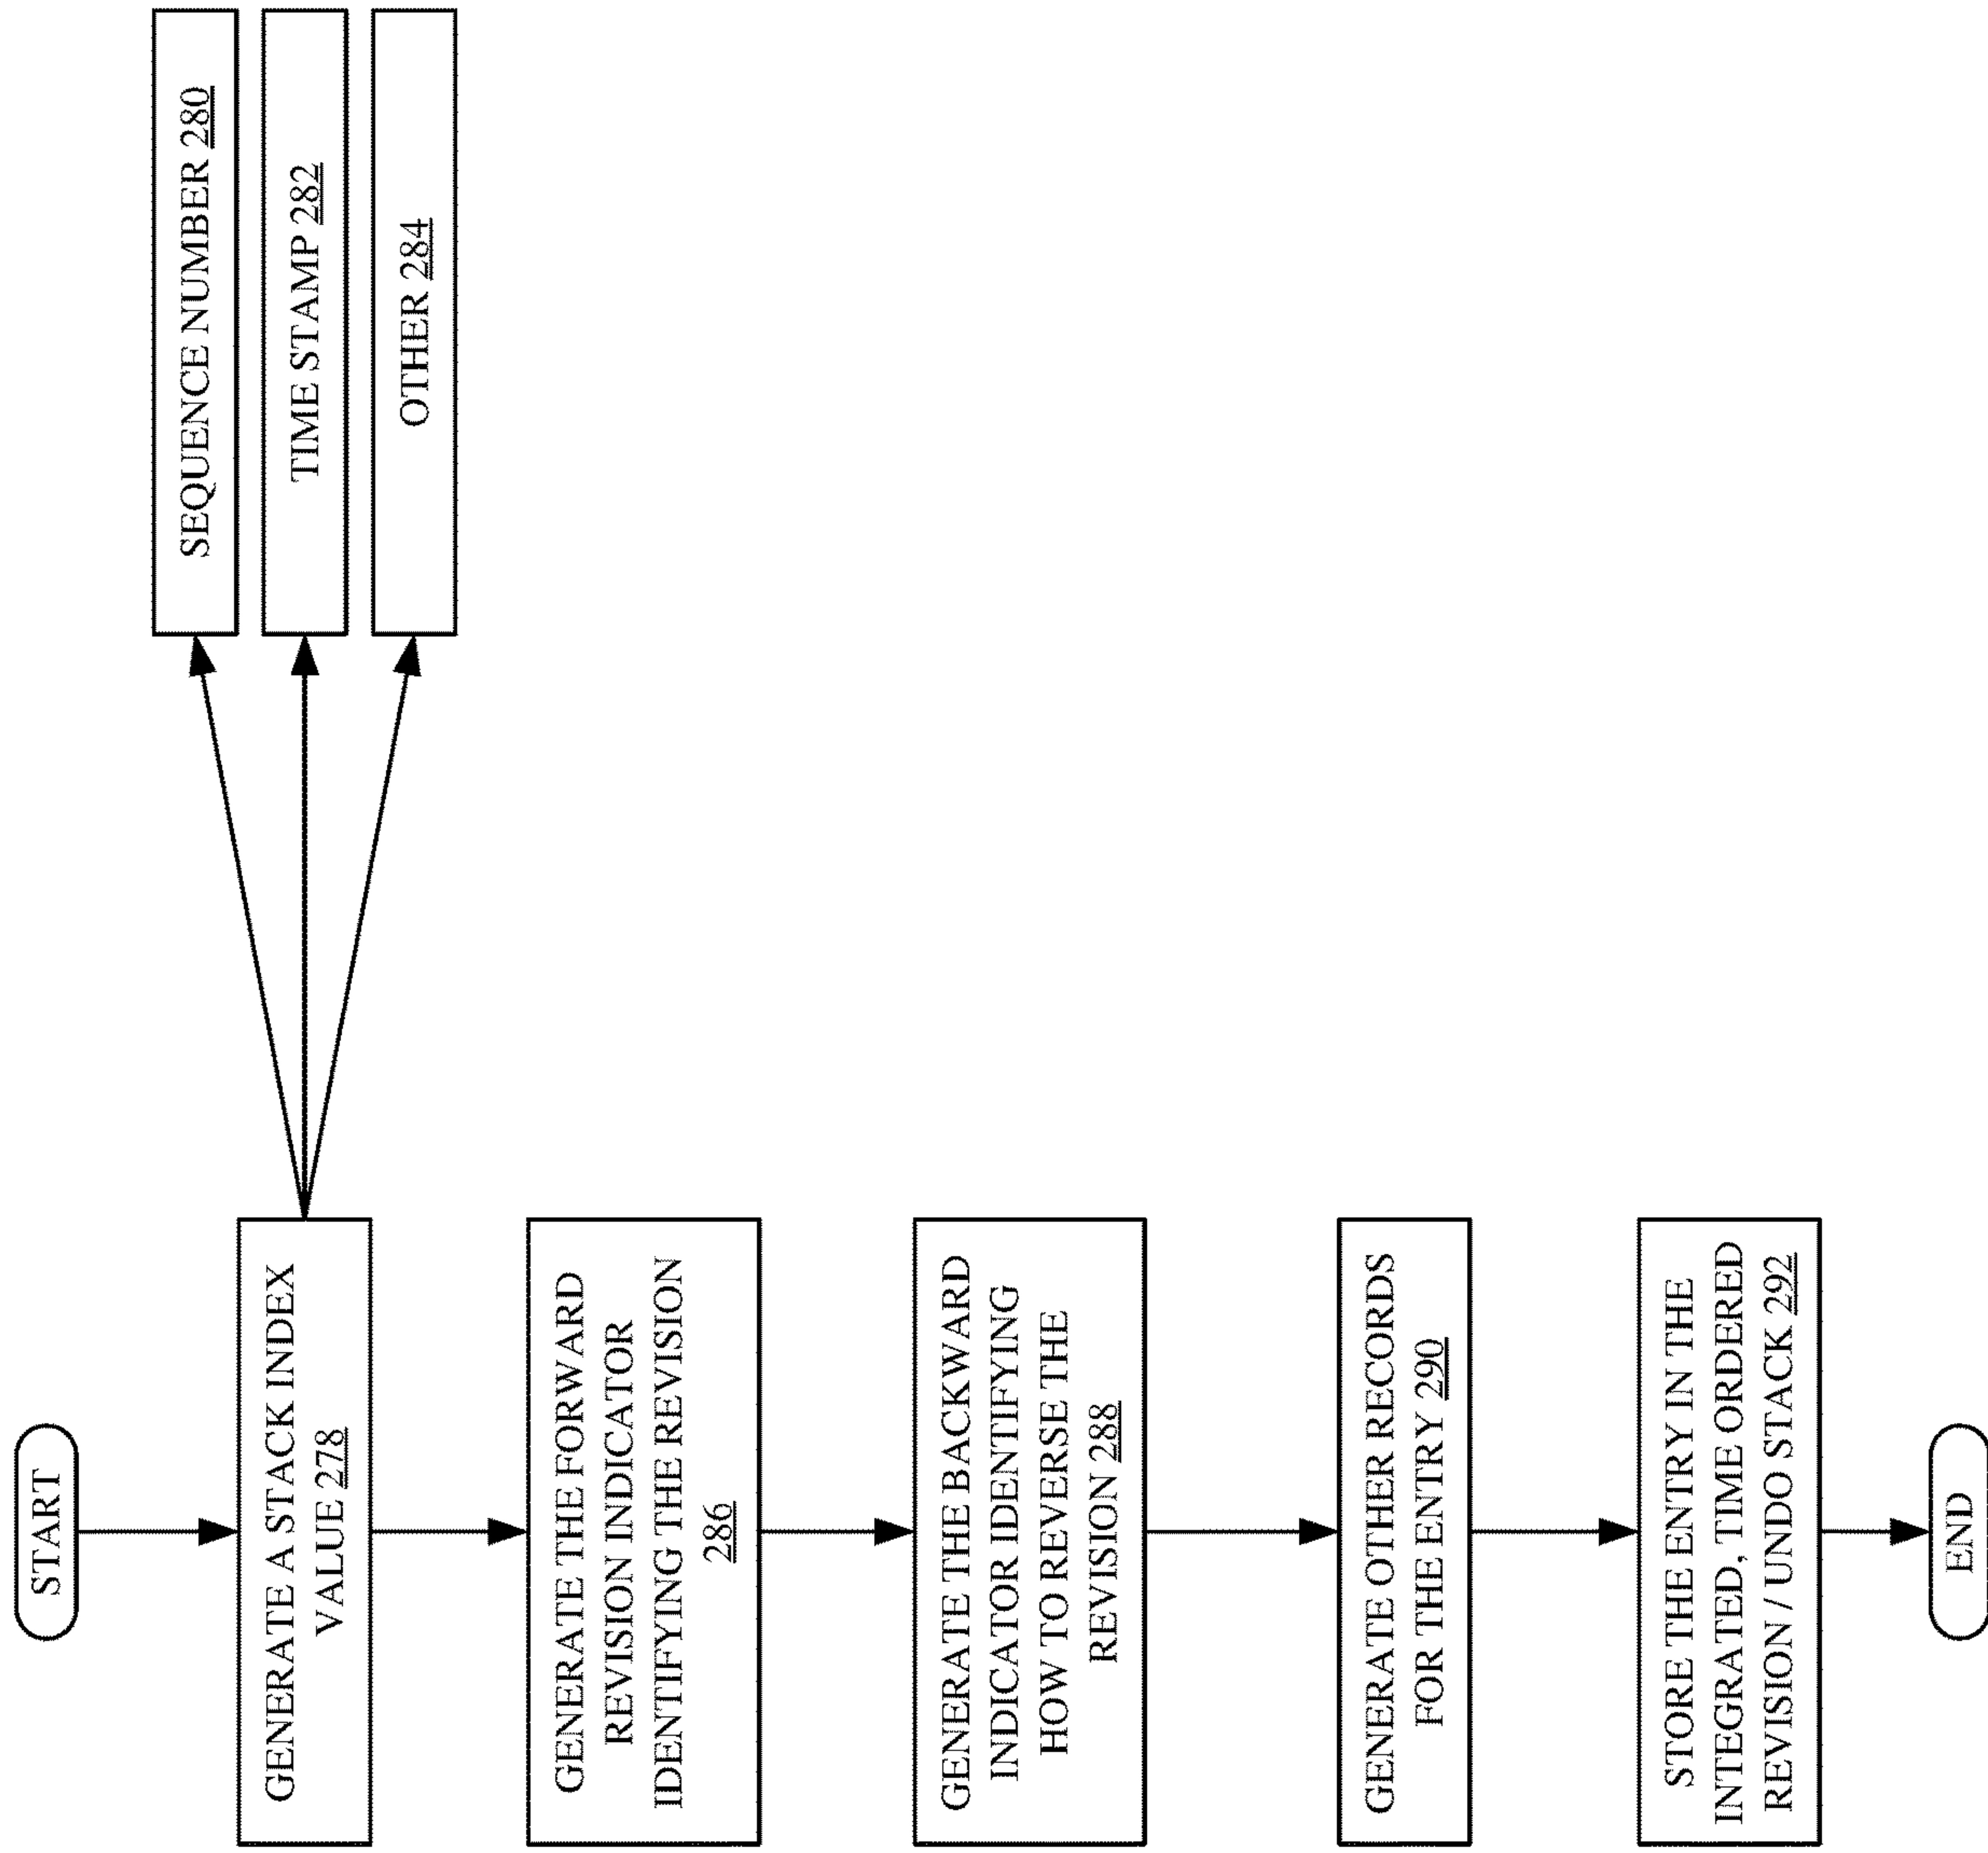 START
GENERATE A STACK INDEX
VALUE 278
SEQUENCE NUMBER 280
TIME STAMP 282
OTHER 284
GENERATE THE FORWARD
REVISION INDICATOR
IDENTIFYING THE REVISION
286
GENERATE THE BACKWARD
INDICATOR IDENTIFYING
HOW TO REVERSE THE
REVISION 288
GENERATE OTHER RECORDS
FOR THE ENTRY 290
STORE THE ENTRY IN THE
INTEGRATED, TIME ORDERED
REVISION / UNDO STACK 292
END